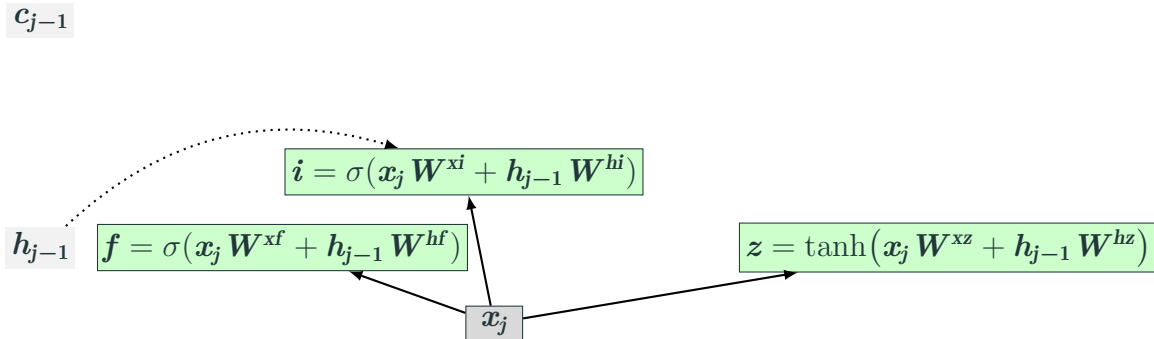 c_{j−1}
i = σ(x_j W^{xi} + h_{j−1} W^{hi})
h_{j−1}
f = σ(x_j W^{xf} + h_{j−1} W^{hf})
z = tanh(x_j W^{xz} + h_{j−1} W^{hz})
x_j